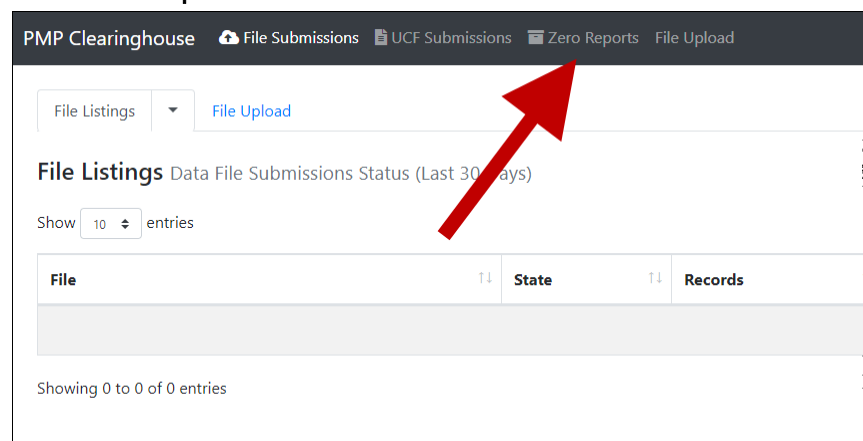 PMP Clearinghouse File Submissions UCF Submissions Zero Reports File Upload
File Listings File Upload
File Listings Data File Submissions Status (Last 30 Days)
Show 10 entries
File State Records
Showing 0 to 0 of 0 entries